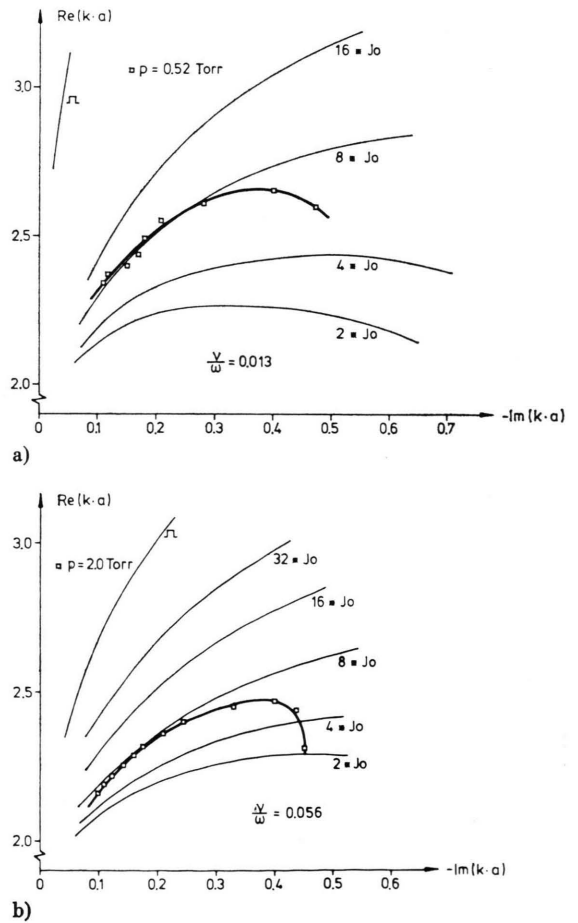 Re(k·a)
16 ▪ Jo
▫ p = 0.52 Torr
3.0
8 ▪ Jo
2.5
4 ▪ Jo
2 ▪ Jo
ν/ω = 0.013
2.0
0 0.1 0.2 0.3 0.4 0.5 0.6 0.7 -Im(k·a)
a)
Re(k·a)
3.0
32 ▪ Jo
▫ p = 2.0 Torr
16 ▪ Jo
8 ▪ Jo
2.5
4 ▪ Jo
2 ▪ Jo
ν/ω = 0.056
2.0
0 0.1 0.2 0.3 0.4 0.5 0.6 -Im(k·a)
b)